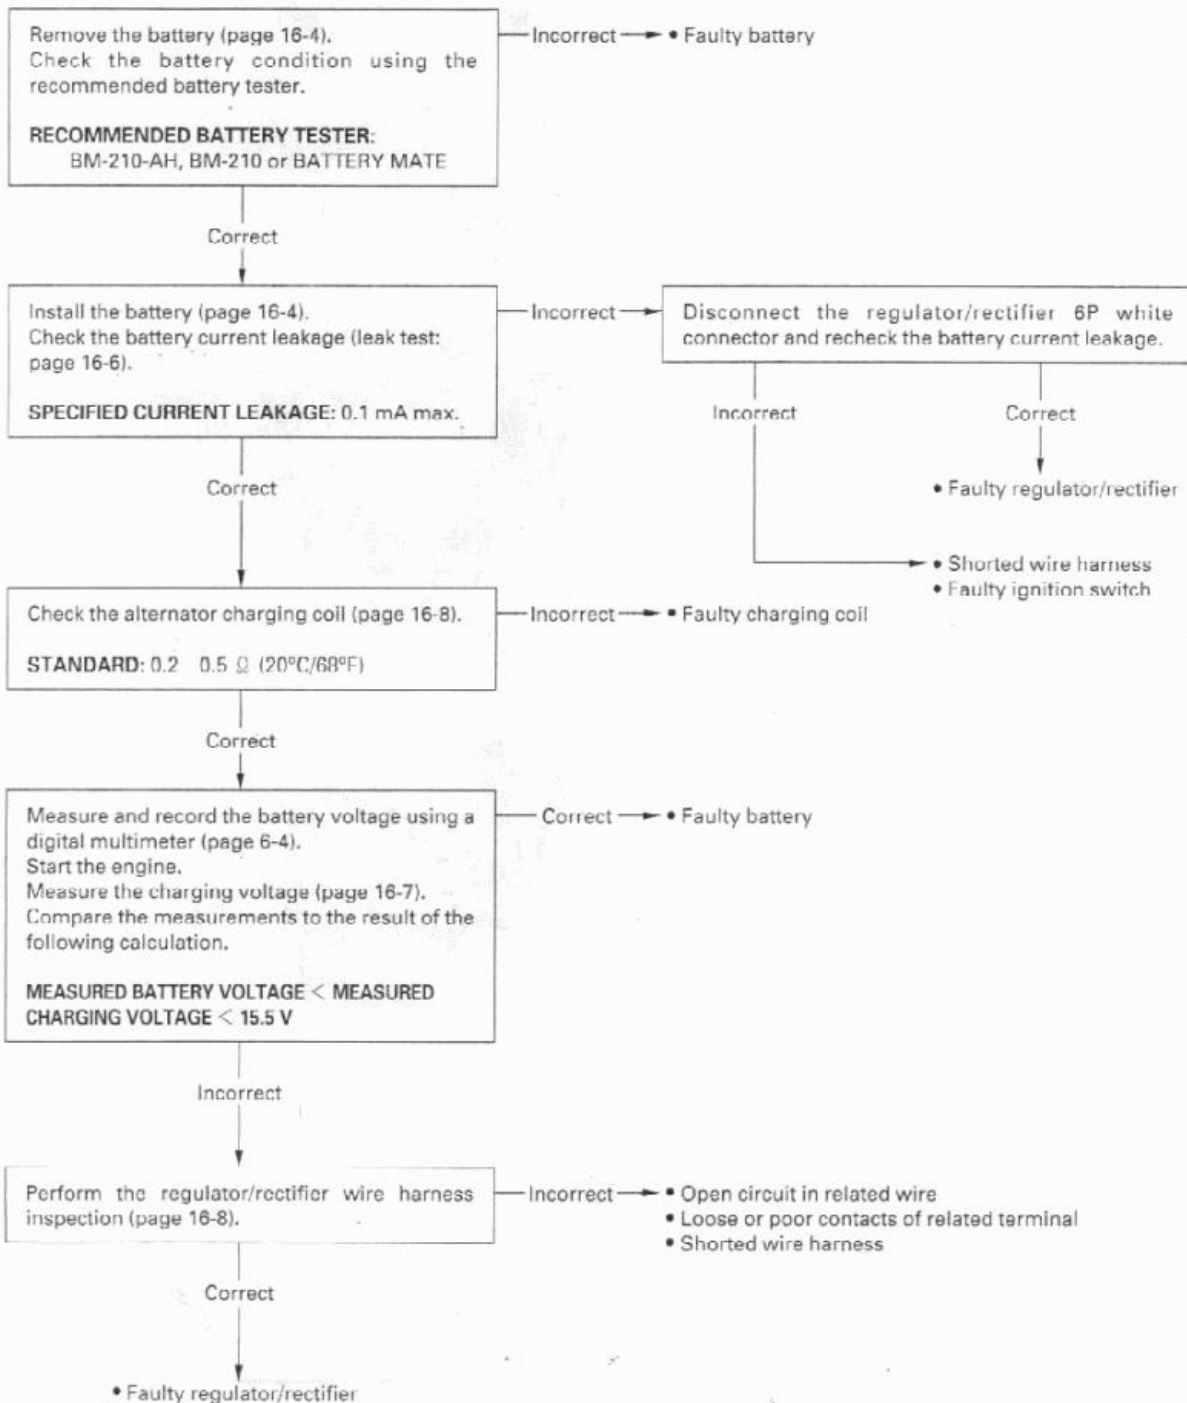 Remove the battery (page 16-4).
Check the battery condition using the
recommended battery tester.
RECOMMENDED BATTERY TESTER:
BM-210-AH, BM-210 or BATTERY MATE
Incorrect
• Faulty battery
Correct
Install the battery (page 16-4).
Check the battery current leakage (leak test:
page 16-6).
SPECIFIED CURRENT LEAKAGE: 0.1 mA max.
Incorrect
Disconnect the regulator/rectifier 6P white
connector and recheck the battery current leakage.
Incorrect
Correct
• Faulty regulator/rectifier
• Shorted wire harness
• Faulty ignition switch
Correct
Check the alternator charging coil (page 16-8).
STANDARD: 0.2 0.5 Ω (20°C/68°F)
Incorrect
• Faulty charging coil
Correct
Measure and record the battery voltage using a
digital multimeter (page 6-4).
Start the engine.
Measure the charging voltage (page 16-7).
Compare the measurements to the result of the
following calculation.
MEASURED BATTERY VOLTAGE < MEASURED
CHARGING VOLTAGE < 15.5 V
Correct
• Faulty battery
Incorrect
Perform the regulator/rectifier wire harness
inspection (page 16-8).
Incorrect
• Open circuit in related wire
• Loose or poor contacts of related terminal
• Shorted wire harness
Correct
• Faulty regulator/rectifier